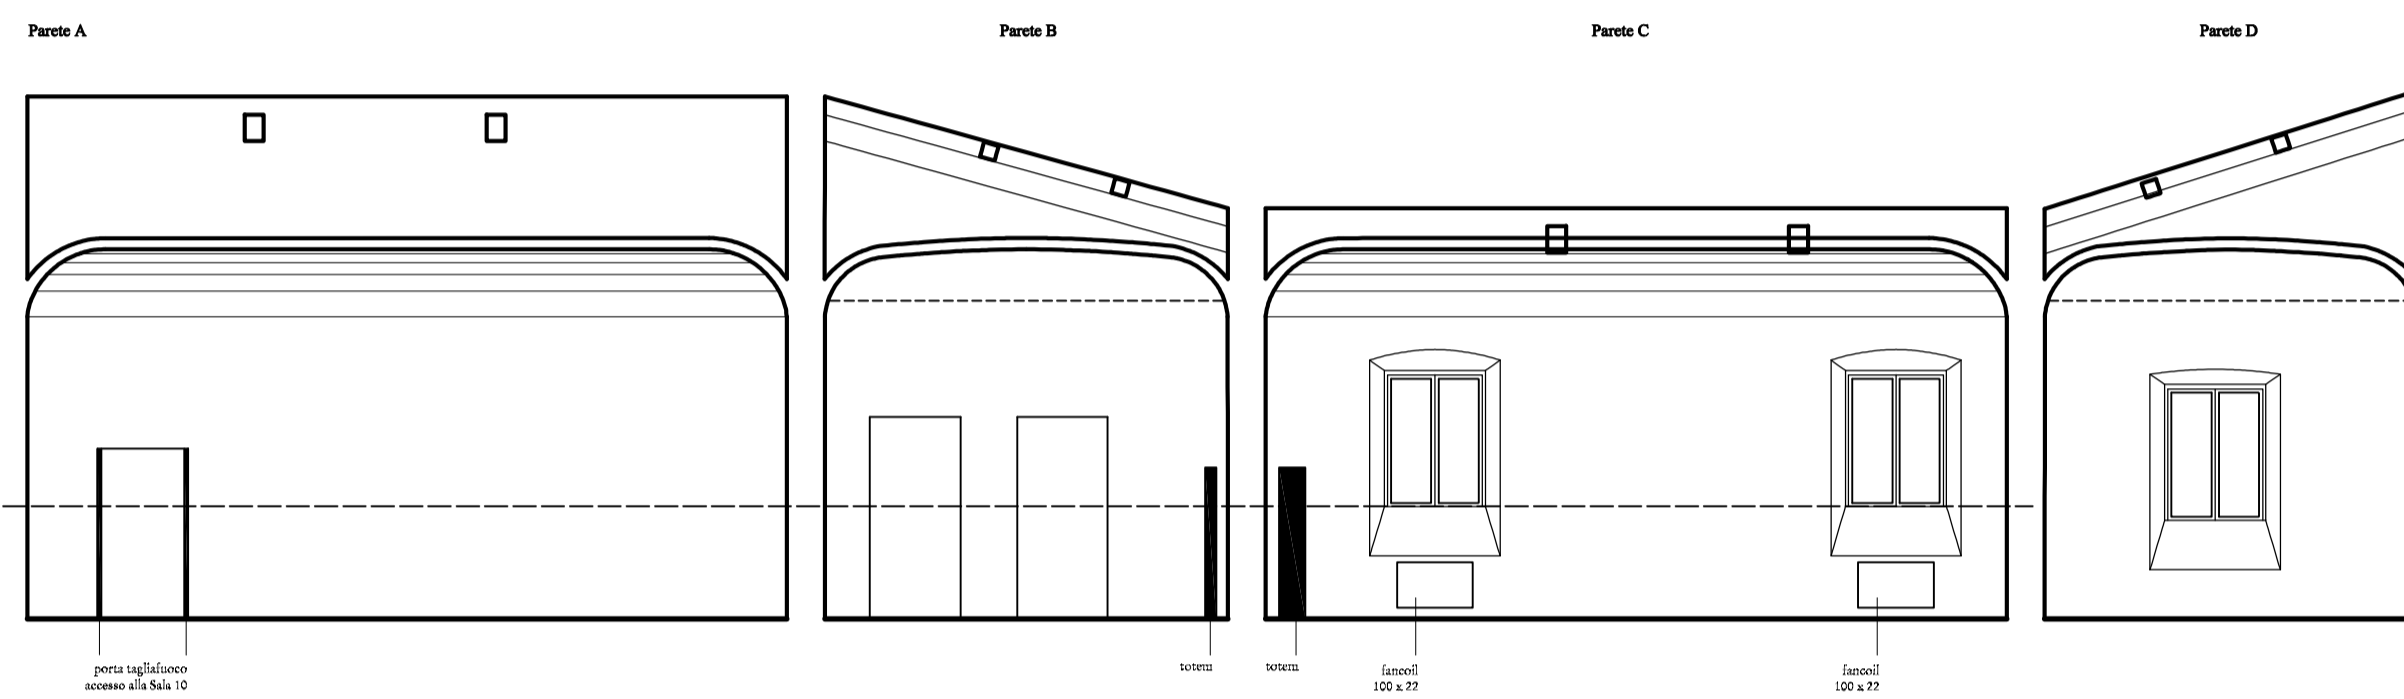 Parete A
Parete B
Parete C
Parete D
porta tagliafuoco
accesso alla Sala 10
totem
totem
fancoil
100 x 22
fancoil
100 x 22